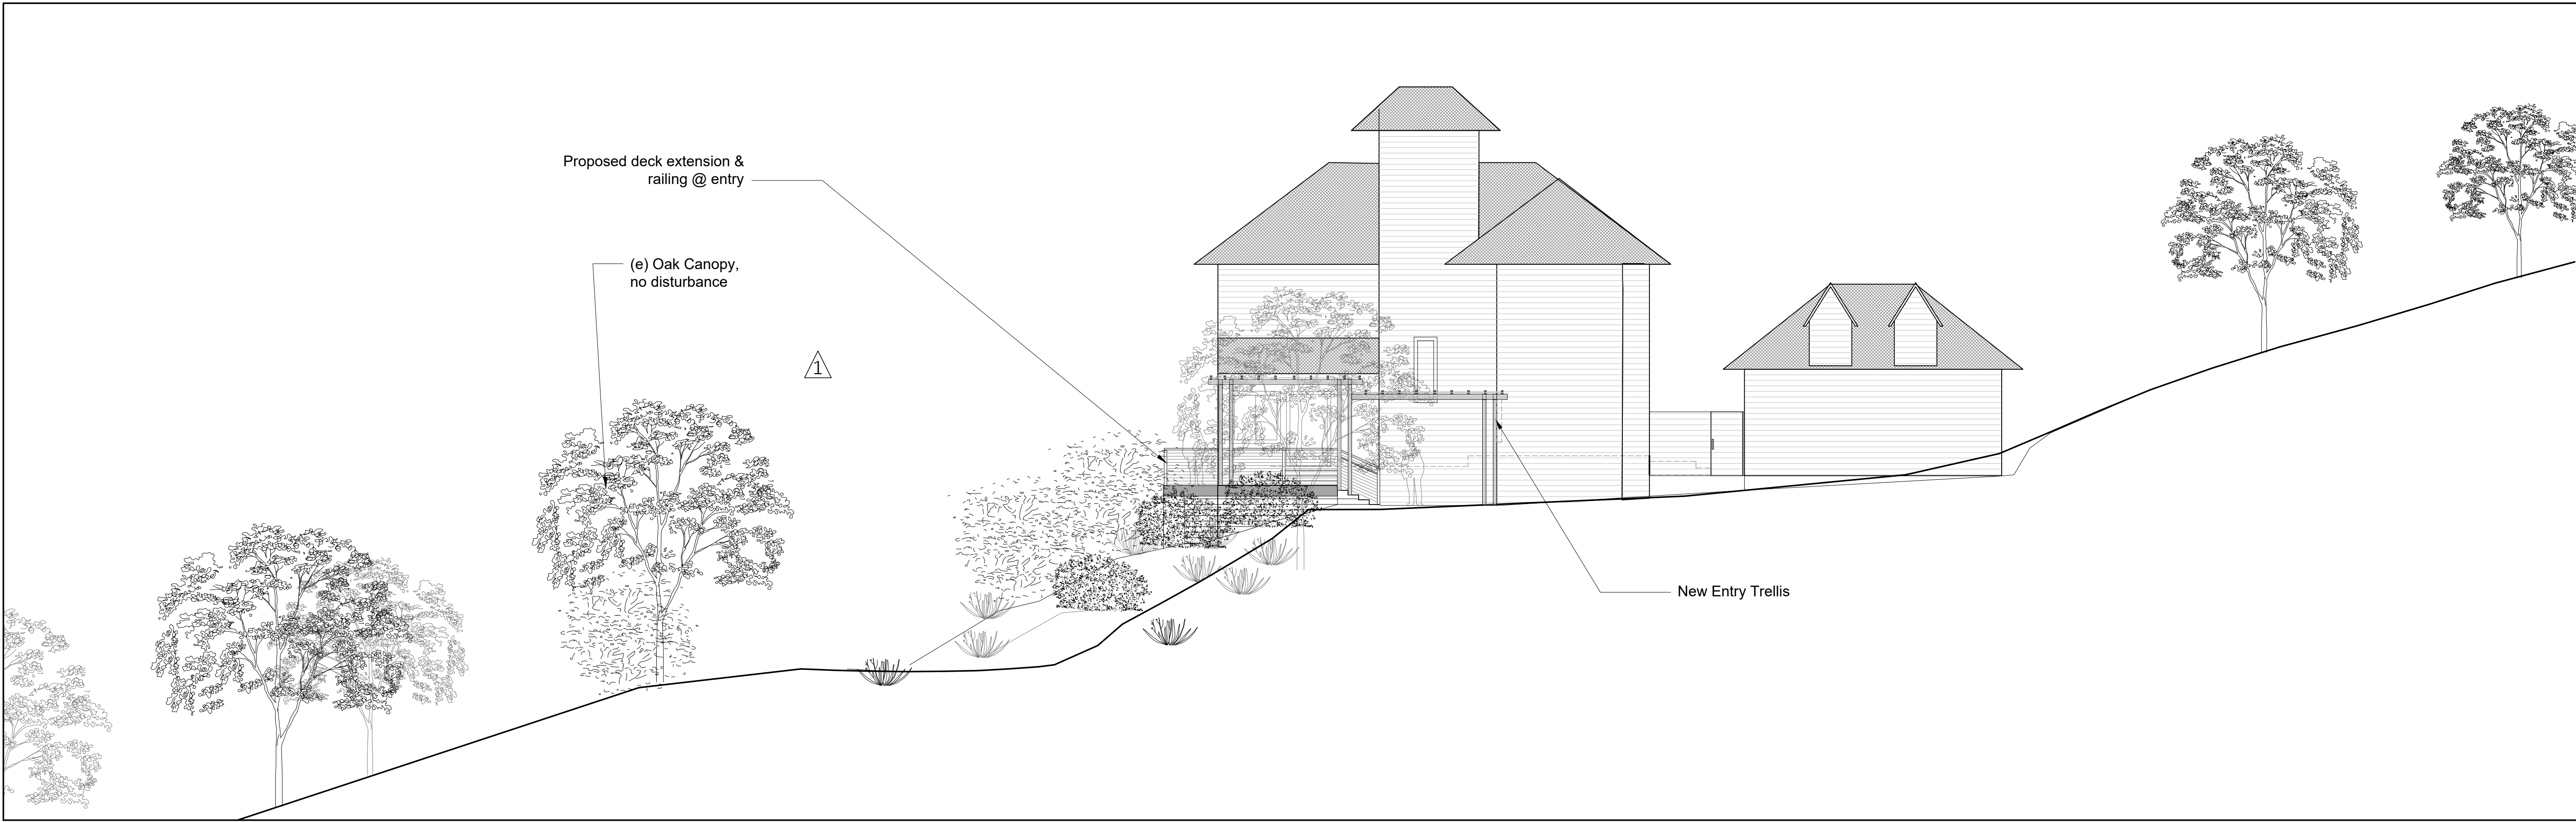 Proposed deck extension &
railing @ entry
(e) Oak Canopy,
no disturbance
1
New Entry Trellis